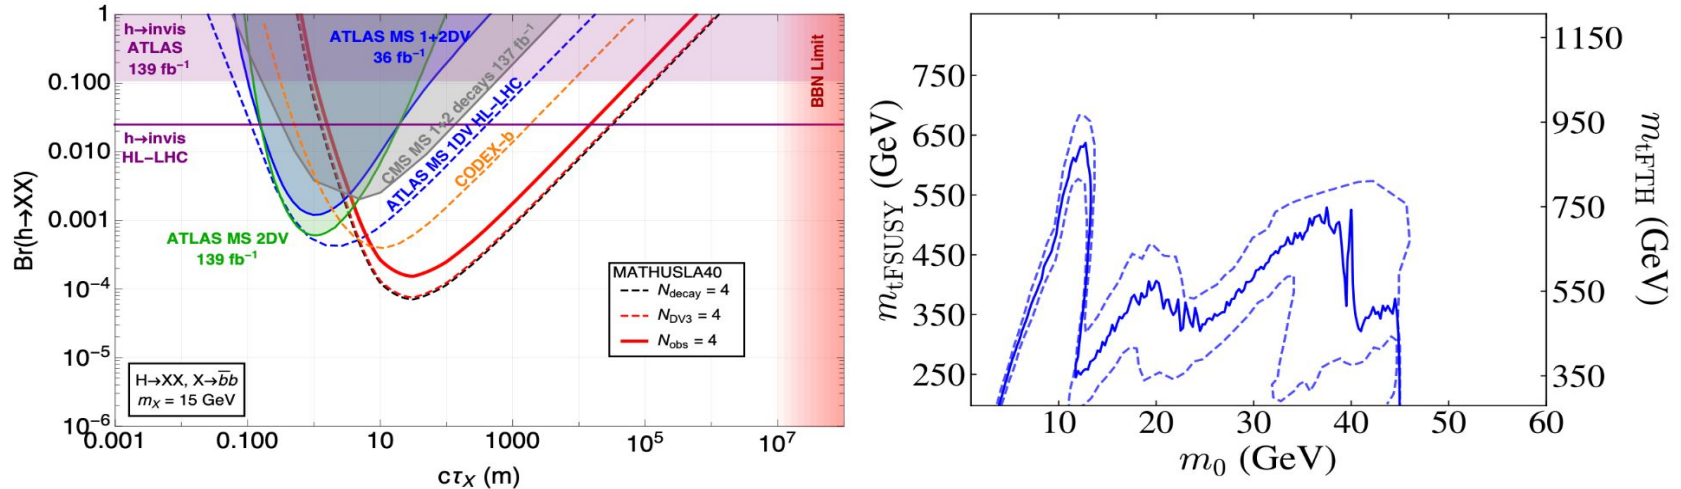 1
0.100
0.010
0.001
10⁻⁴
10⁻⁵
10⁻⁶
Br(h→XX)
h→invis
ATLAS
139 fb⁻¹
h→invis
HL–LHC
ATLAS MS 1+2DV
36 fb⁻¹
CMS MS 1+2 decays 137 fb⁻¹
ATLAS MS 1DV HL–LHC
CODEX–b
ATLAS MS 2DV
139 fb⁻¹
BBN Limit
MATHUSLA40
N_decay = 4
N_DV3 = 4
N_obs = 4
H→XX, X→b̅b
m_X = 15 GeV
0.001 0.100 10 1000 10⁵ 10⁷
cτ_X (m)
m_tFSUSY (GeV)
750
650
550
450
350
250
1150
950
750
550
350
m_tFTH (GeV)
10 20 30 40 50 60
m_0 (GeV)